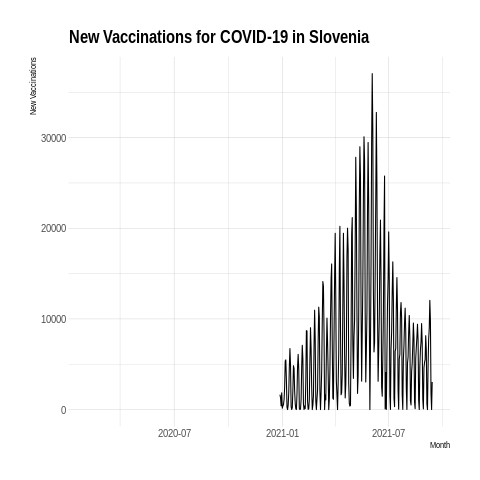 New Vaccinations for COVID-19 in Slovenia
New Vaccinations
30000
20000
10000
0
2020-07 2021-01 2021-07
Month